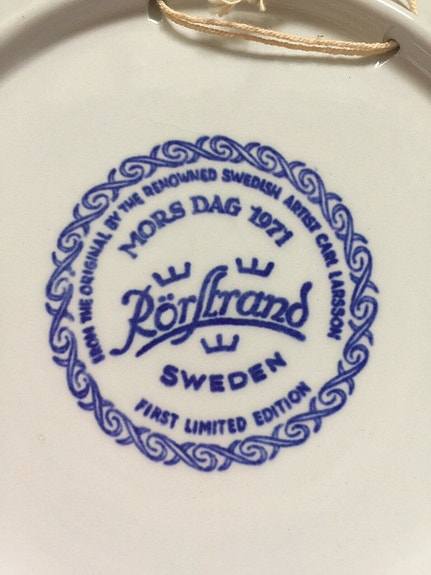 FROM THE ORIGINAL BY THE RENOWNED SWEDISH ARTIST CARL LARSSON
MORS DAG 1971
Rörstrand
SWEDEN
FIRST LIMITED EDITION